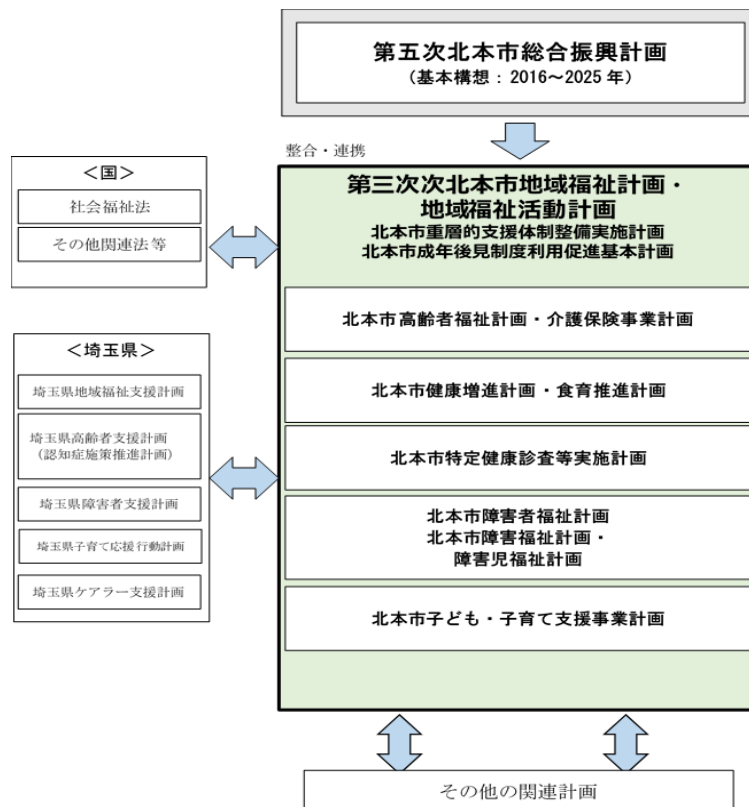 第五次北本市総合振興計画
（基本構想：2016～2025年）
整合・連携
＜国＞
社会福祉法
その他関連法等
＜埼玉県＞
埼玉県地域福祉支援計画
埼玉県高齢者支援計画
（認知症施策推進計画）
埼玉県障害者支援計画
埼玉県子育て応援行動計画
埼玉県ケアラー支援計画
第三次次北本市地域福祉計画・
地域福祉活動計画
北本市重層的支援体制整備実施計画
北本市成年後見制度利用促進基本計画
北本市高齢者福祉計画・介護保険事業計画
北本市健康増進計画・食育推進計画
北本市特定健康診査等実施計画
北本市障害者福祉計画
北本市障害福祉計画・
障害児福祉計画
北本市子ども・子育て支援事業計画
その他の関連計画